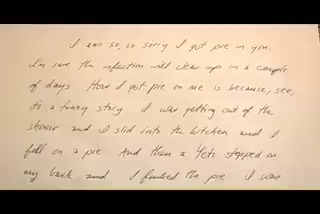 I am so, so sorry I got pie in you.
I'm sure the infection will clear up in a couple
of days How I got pie on me is because, see,
its a funny story I was getting out of the
shower and I slid into the kitchen and I
fell on a pie And then a Yeti stepped on
my back and I fucked the pie I was